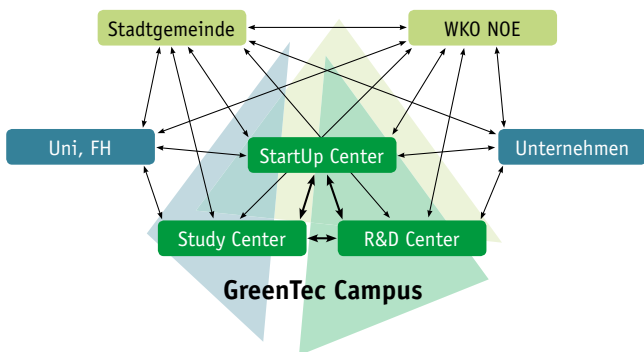 Stadtgemeinde
WKO NOE
Uni, FH
StartUp Center
Unternehmen
Study Center
R&D Center
GreenTec Campus